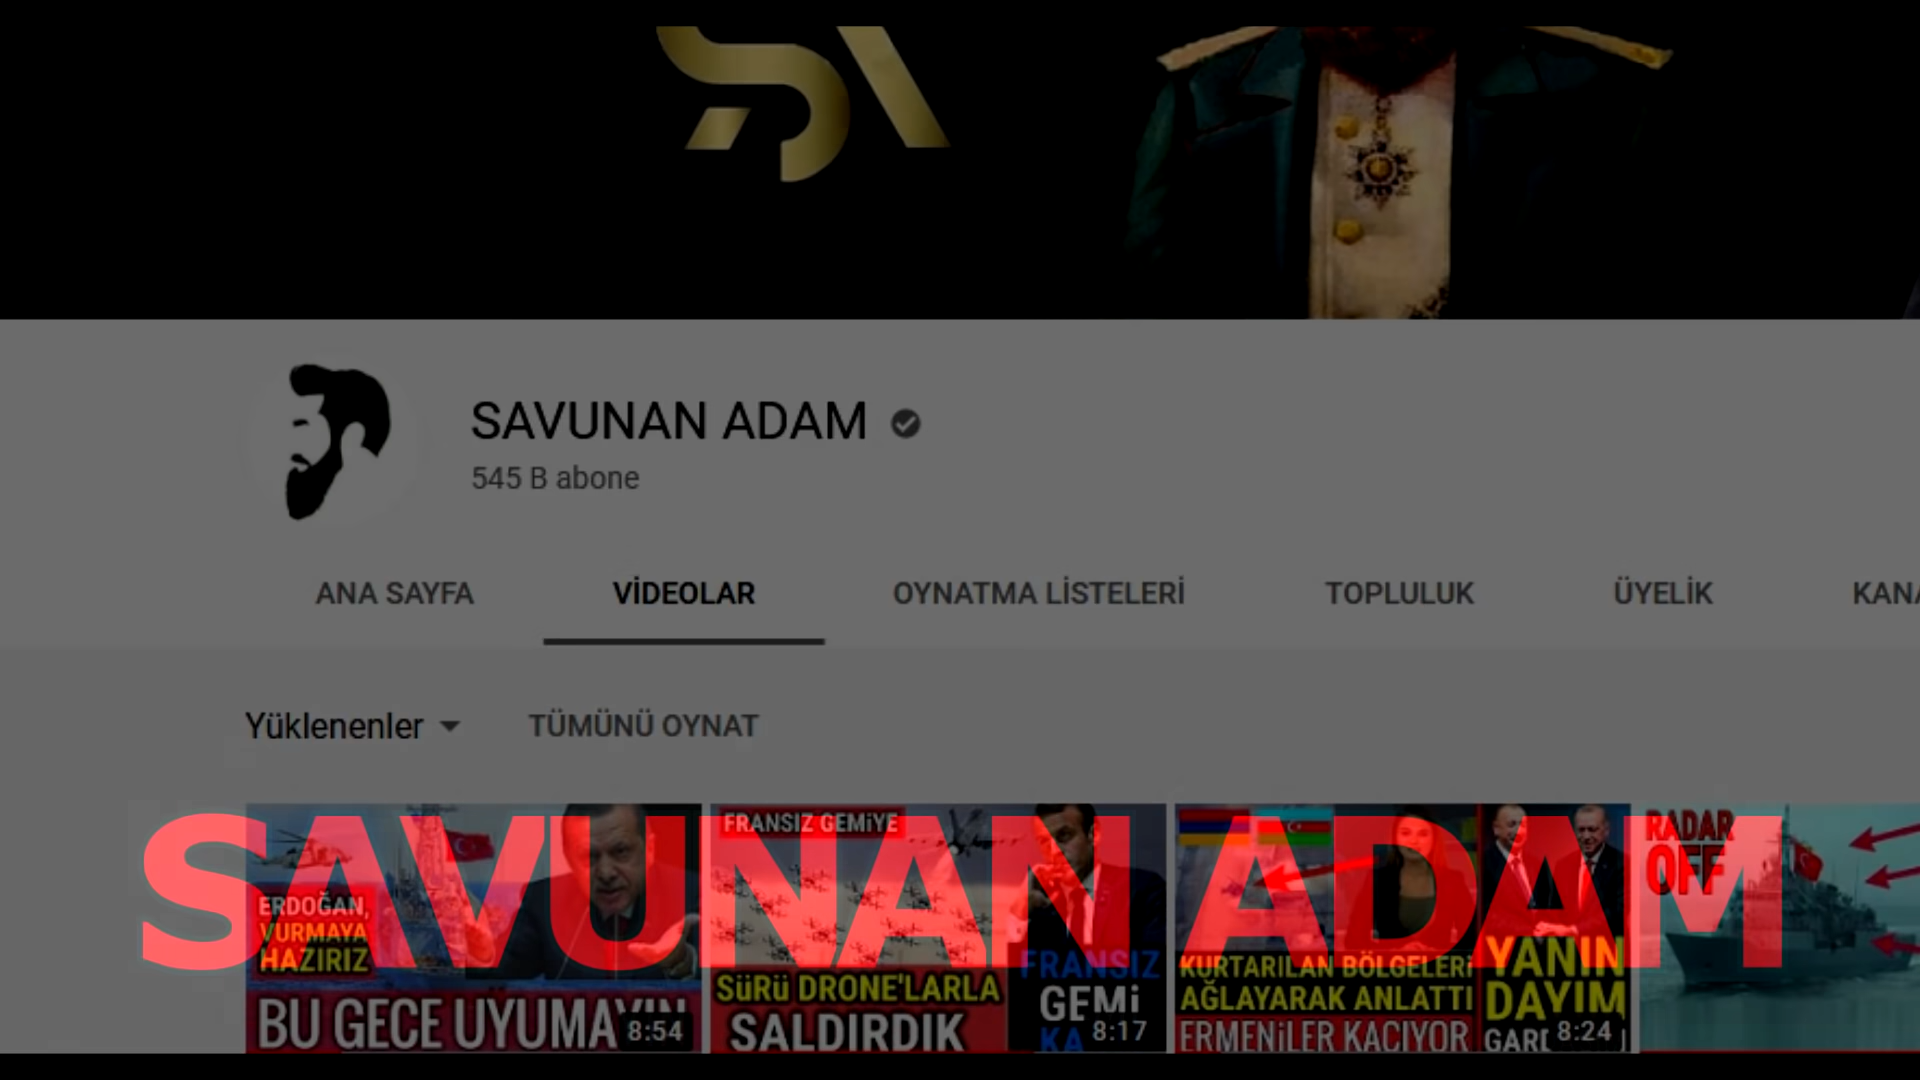 SAVUNAN ADAM
545 B abone
ANA SAYFA
VİDEOLAR
OYNATMA LİSTELERİ
TOPLULUK
ÜYELİK
Yüklenenler
TÜMÜNÜ OYNAT
SAVUNAN ADAM
ERDOĞAN,
VURMAYA
HAZIRIZ
BU GECE UYUMAYIN
8:54
FRANSIZ GEMİYE
SÜRÜ DRONE'LARLA
SALDIRDIK
FRANSIZ
GEMİ
KA
8:17
KURTARILAN BÖLGELERİ
AĞLAYARAK ANLATTI
ERMENİLER KAÇIYOR
YANIN
DAYIM
8:24
RADAR
OFF